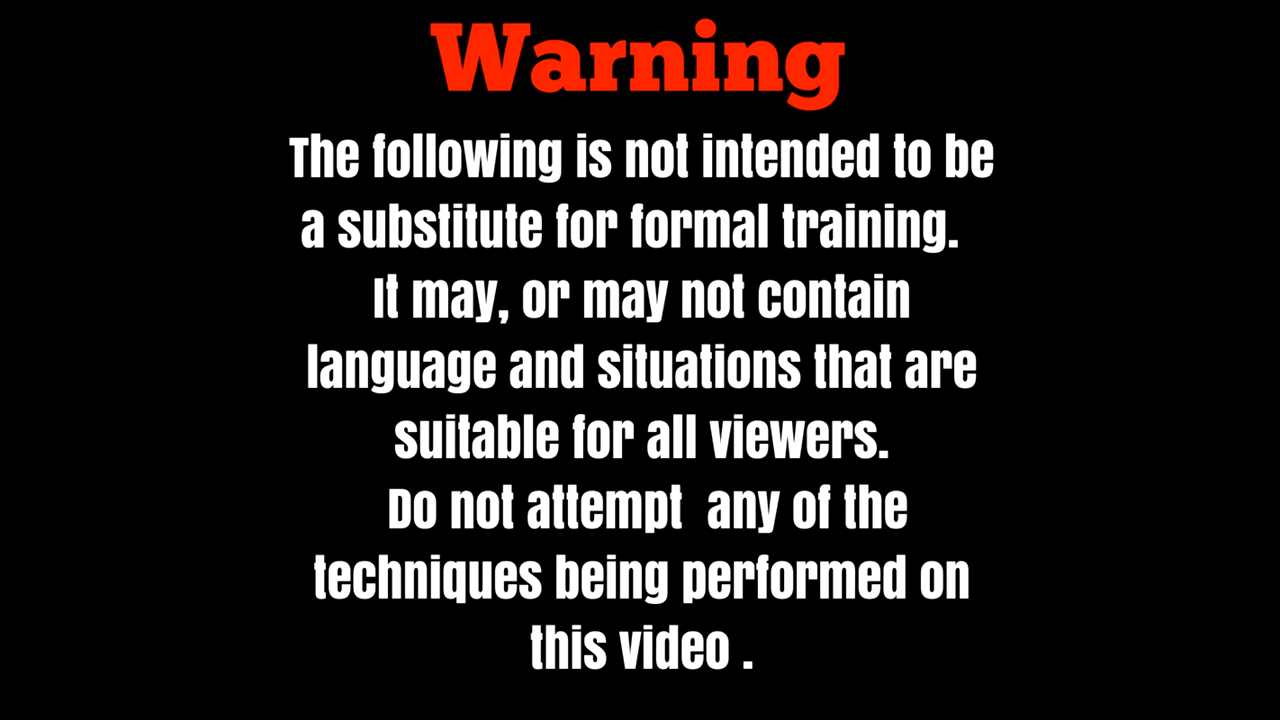 Warning
The following is not intended to be
a substitute for formal training.
It may, or may not contain
language and situations that are
suitable for all viewers.
Do not attempt  any of the
techniques being performed on
this video .